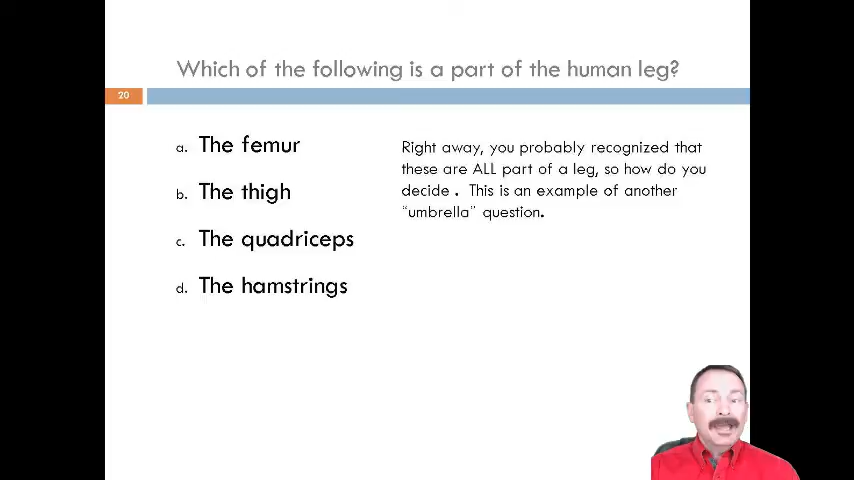 Which of the following is a part of the human leg?
20
a. The femur
b. The thigh
c. The quadriceps
d. The hamstrings
Right away, you probably recognized that
these are ALL part of a leg, so how do you
decide . This is an example of another
“umbrella” question.